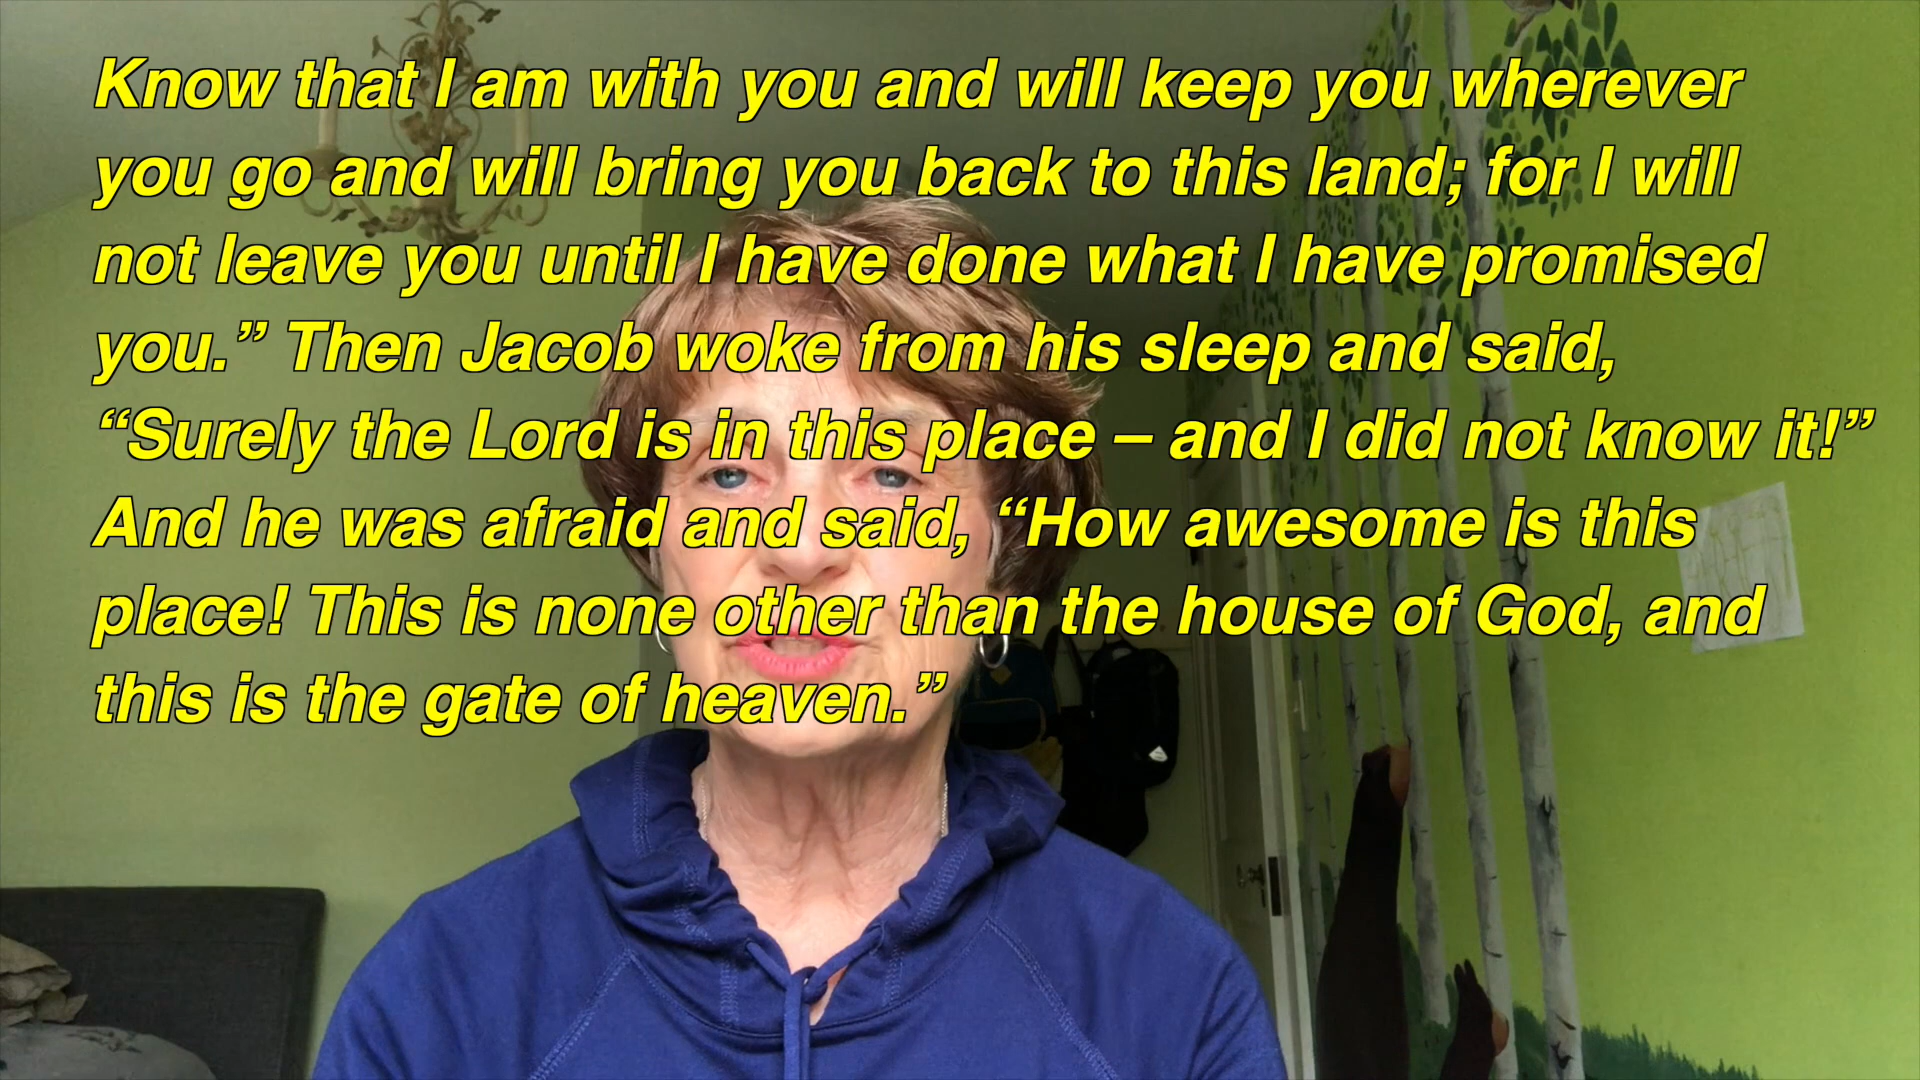 Know that I am with you and will keep you wherever
you go and will bring you back to this land; for I will
not leave you until I have done what I have promised
you.” Then Jacob woke from his sleep and said,
“Surely the Lord is in this place – and I did not know it!”
And he was afraid and said, “How awesome is this
place! This is none other than the house of God, and
this is the gate of heaven.”